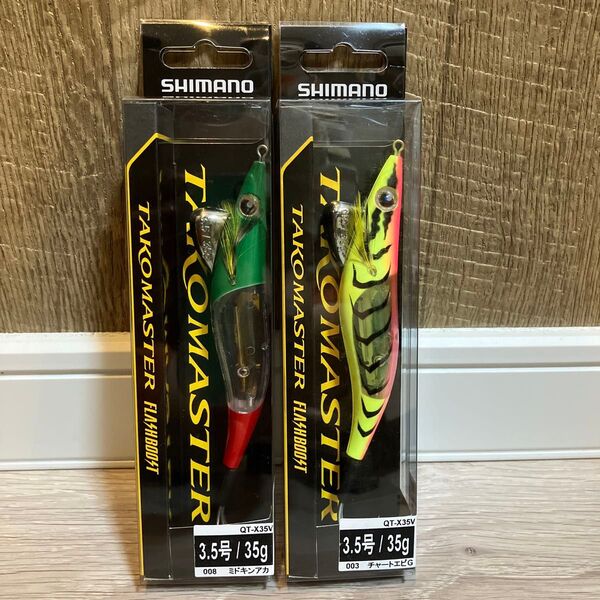 SHIMANO
TAKOMASTER
TAKOMASTER FLASHBOOST
QT-X35V
3.5号 / 35g
008 ミドキンアカ
SHIMANO
TAKOMASTER
TAKOMASTER FLASHBOOST
QT-X35V
3.5号 / 35g
003 チャートエビG